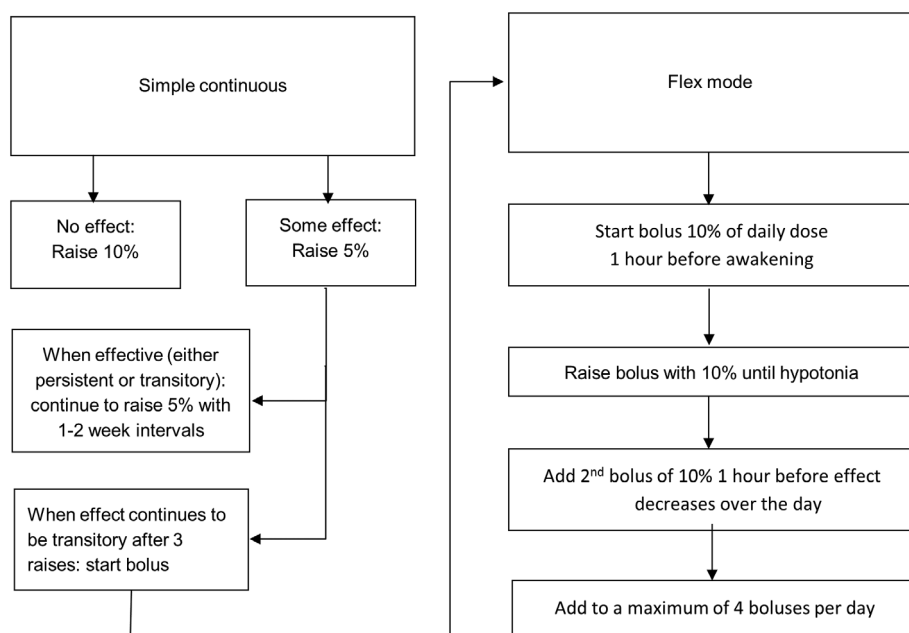 Simple continuous
No effect:
Raise 10%
Some effect:
Raise 5%
When effective (either
persistent or transitory):
continue to raise 5% with
1-2 week intervals
When effect continues to
be transitory after 3
raises: start bolus
Flex mode
Start bolus 10% of daily dose
1 hour before awakening
Raise bolus with 10% until hypotonia
Add 2nd bolus of 10% 1 hour before effect
decreases over the day
Add to a maximum of 4 boluses per day